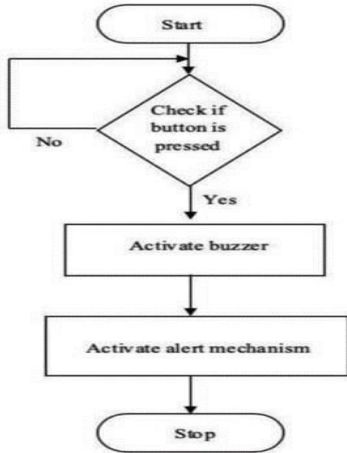 Start
Check if
button is
pressed
No
Yes
Activate buzzer
Activate alert mechanism
Stop